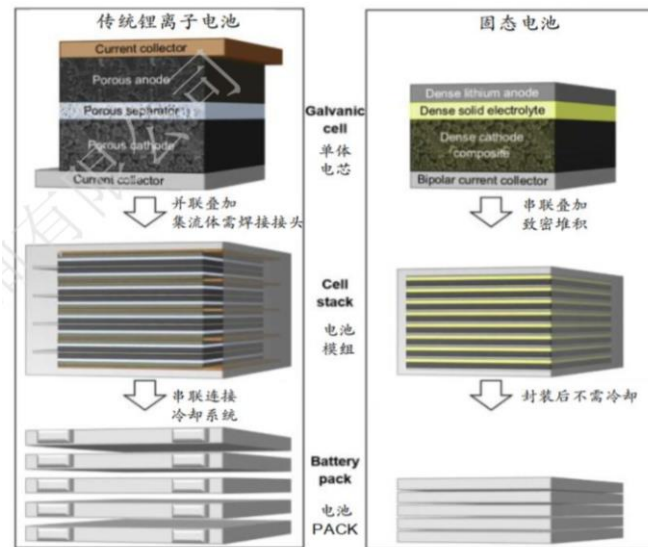 传统锂离子电池
Current collector
Porous anode
Porous separator
Porous cathode
Current collector
并联叠加
集流体需焊接接头
串联连接
冷却系统
Galvanic
cell
单体
电芯
Cell
stack
电池
模组
Battery
pack
电池
PACK
固态电池
Dense lithium anode
Dense solid electrolyte
Dense cathode
composite
Bipolar current collector
串联叠加
致密堆积
封装后不需冷却
有限公司